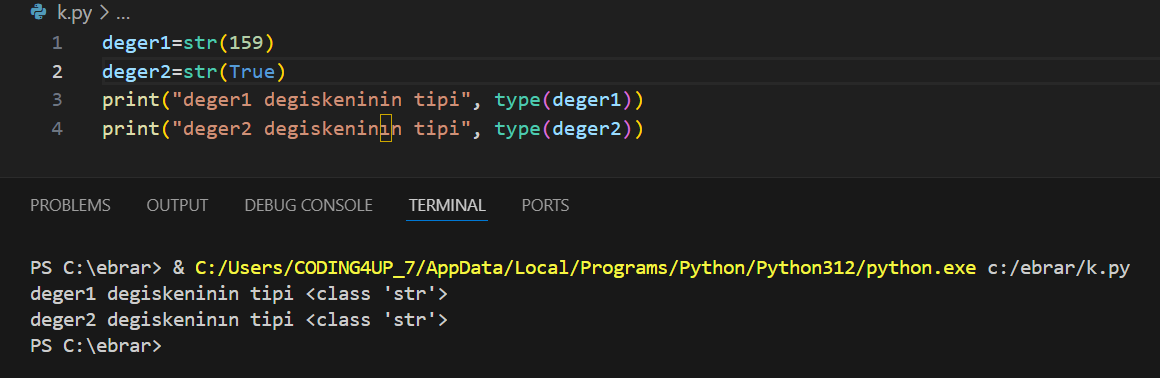 k.py > ...
1 deger1=str(159)
2 deger2=str(True)
3 print("deger1 degiskeninin tipi", type(deger1))
4 print("deger2 degiskeninın tipi", type(deger2))
PROBLEMS OUTPUT DEBUG CONSOLE TERMINAL PORTS
PS C:\ebrar> & C:/Users/CODING4UP_7/AppData/Local/Programs/Python/Python312/python.exe c:/ebrar/k.py
deger1 degiskeninin tipi <class 'str'>
deger2 degiskeninın tipi <class 'str'>
PS C:\ebrar>